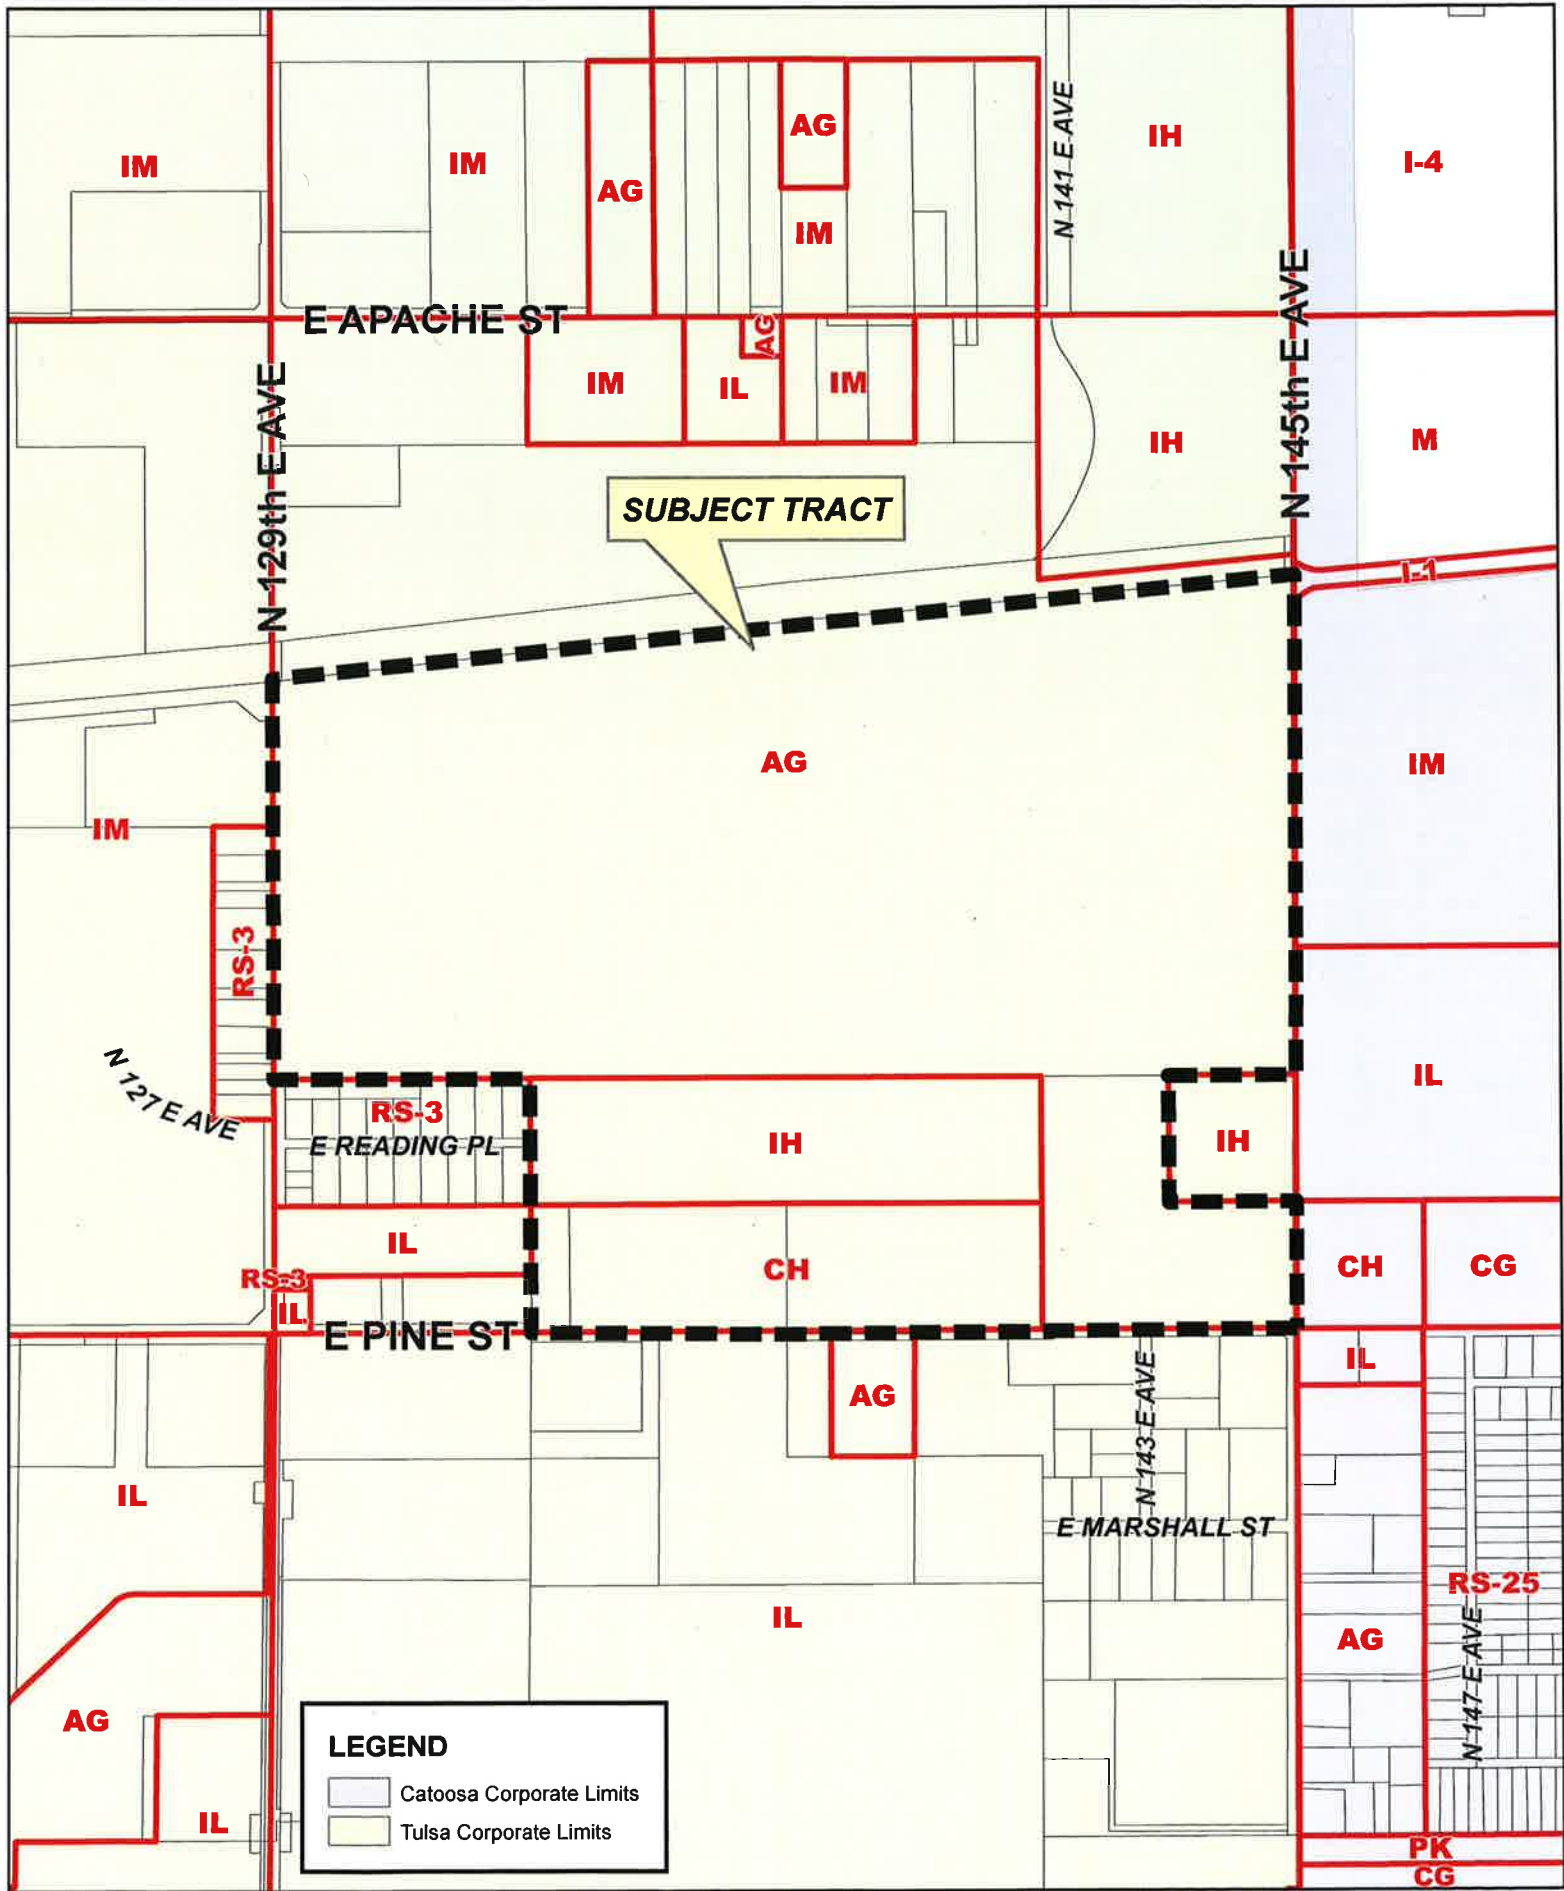 IM
IM
AG
AG
IM
N 141 E AVE
IH
I-4
E APACHE ST
N 129th E AVE
N 145th E AVE
IM
IL
AG
IM
IH
M
SUBJECT TRACT
I-1
AG
IM
IM
RS-3
N 127 E AVE
RS-3
E READING PL
IH
IH
IL
IL
CH
CH
CG
RS-3
IL
E PINE ST
AG
N 143 E AVE
IL
IL
E MARSHALL ST
RS-25
IL
AG
N 147 E AVE
AG
IL
LEGEND
Catoosa Corporate Limits
Tulsa Corporate Limits
PK
CG